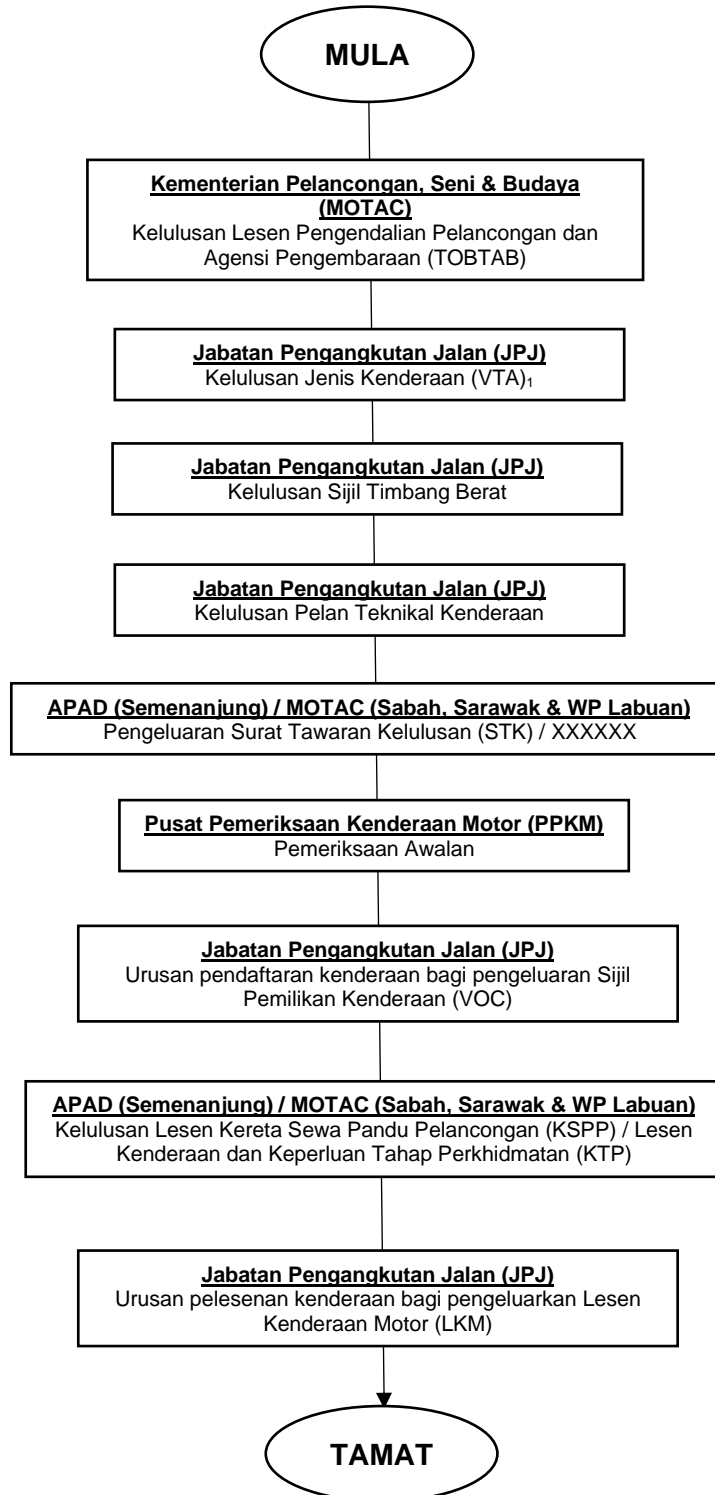 MULA
Kementerian Pelancongan, Seni & Budaya
(MOTAC)
Kelulusan Lesen Pengendalian Pelancongan dan
Agensi Pengembaraan (TOBTAB)
Jabatan Pengangkutan Jalan (JPJ)
Kelulusan Jenis Kenderaan (VTA)₁
Jabatan Pengangkutan Jalan (JPJ)
Kelulusan Sijil Timbang Berat
Jabatan Pengangkutan Jalan (JPJ)
Kelulusan Pelan Teknikal Kenderaan
APAD (Semenanjung) / MOTAC (Sabah, Sarawak & WP Labuan)
Pengeluaran Surat Tawaran Kelulusan (STK) / XXXXXX
Pusat Pemeriksaan Kenderaan Motor (PPKM)
Pemeriksaan Awalan
Jabatan Pengangkutan Jalan (JPJ)
Urusan pendaftaran kenderaan bagi pengeluaran Sijil
Pemilikan Kenderaan (VOC)
APAD (Semenanjung) / MOTAC (Sabah, Sarawak & WP Labuan)
Kelulusan Lesen Kereta Sewa Pandu Pelancongan (KSPP) / Lesen
Kenderaan dan Keperluan Tahap Perkhidmatan (KTP)
Jabatan Pengangkutan Jalan (JPJ)
Urusan pelesenan kenderaan bagi pengeluarkan Lesen
Kenderaan Motor (LKM)
TAMAT